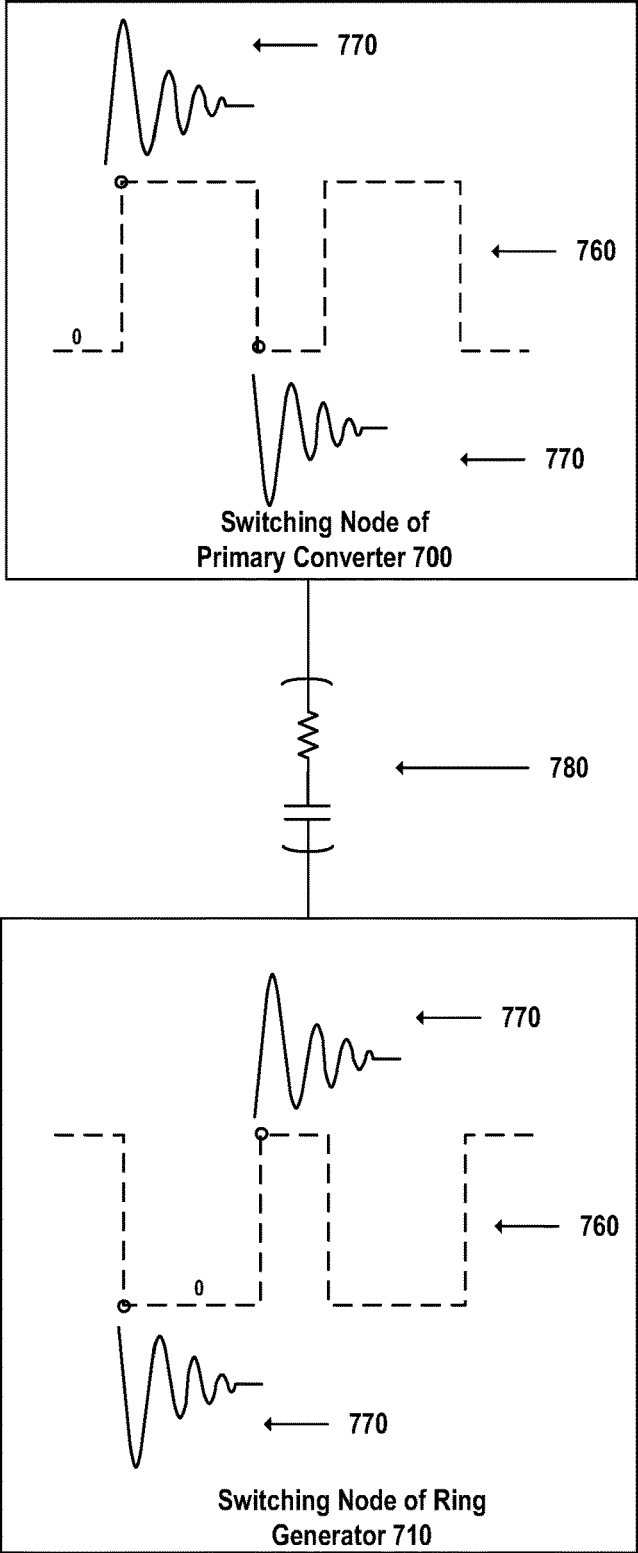 770
760
0
770
Switching Node of
Primary Converter 700
780
770
760
0
770
Switching Node of Ring
Generator 710